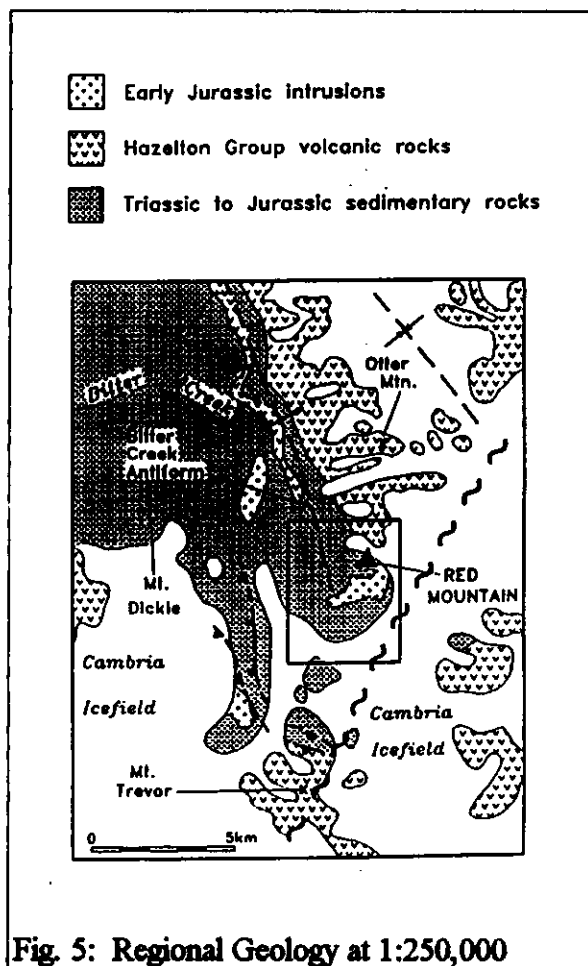 Early Jurassic intrusions
Hazelton Group volcanic rocks
Triassic to Jurassic sedimentary rocks
Otter
Mtn.
Bitter
Creek
Bitter
Creek
Antiform
Mt.
Dickie
RED
MOUNTAIN
Cambria
Icefield
Cambria
Icefield
Mt.
Trevor
0 5km
Fig. 5: Regional Geology at 1:250,000